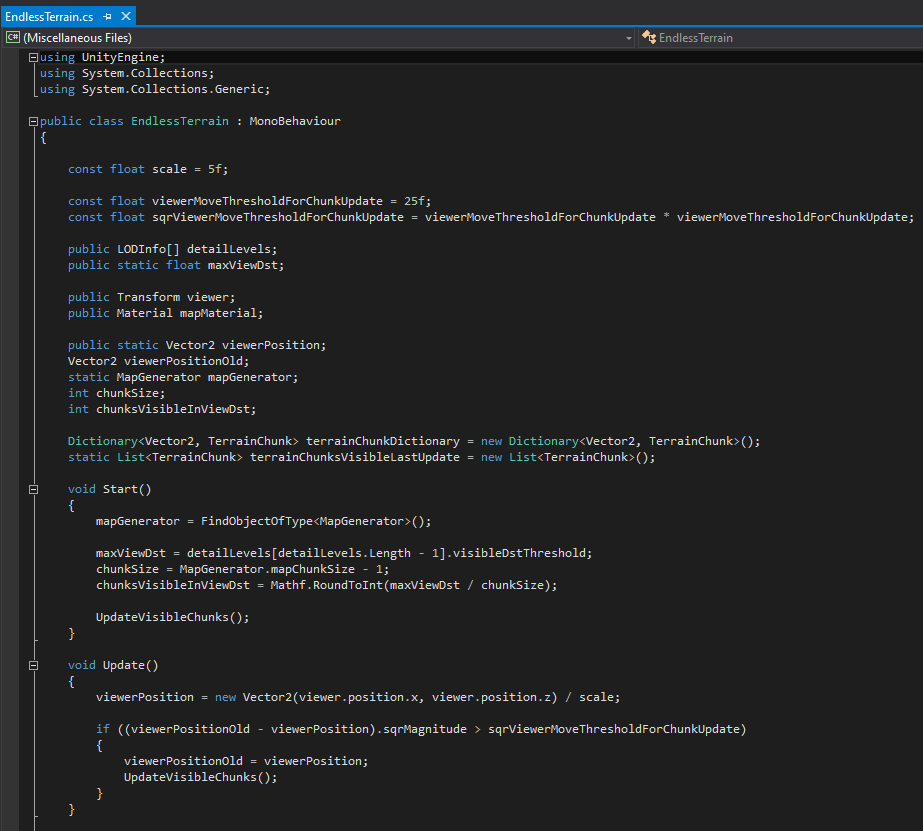 EndlessTerrain.cs
C# (Miscellaneous Files) EndlessTerrain
using UnityEngine;
using System.Collections;
using System.Collections.Generic;
public class EndlessTerrain : MonoBehaviour
{
const float scale = 5f;
const float viewerMoveThresholdForChunkUpdate = 25f;
const float sqrViewerMoveThresholdForChunkUpdate = viewerMoveThresholdForChunkUpdate * viewerMoveThresholdForChunkUpdate;
public LODInfo[] detailLevels;
public static float maxViewDst;
public Transform viewer;
public Material mapMaterial;
public static Vector2 viewerPosition;
Vector2 viewerPositionOld;
static MapGenerator mapGenerator;
int chunkSize;
int chunksVisibleInViewDst;
Dictionary<Vector2, TerrainChunk> terrainChunkDictionary = new Dictionary<Vector2, TerrainChunk>();
static List<TerrainChunk> terrainChunksVisibleLastUpdate = new List<TerrainChunk>();
void Start()
{
mapGenerator = FindObjectOfType<MapGenerator>();
maxViewDst = detailLevels[detailLevels.Length - 1].visibleDstThreshold;
chunkSize = MapGenerator.mapChunkSize - 1;
chunksVisibleInViewDst = Mathf.RoundToInt(maxViewDst / chunkSize);
UpdateVisibleChunks();
}
void Update()
{
viewerPosition = new Vector2(viewer.position.x, viewer.position.z) / scale;
if ((viewerPositionOld - viewerPosition).sqrMagnitude > sqrViewerMoveThresholdForChunkUpdate)
{
viewerPositionOld = viewerPosition;
UpdateVisibleChunks();
}
}